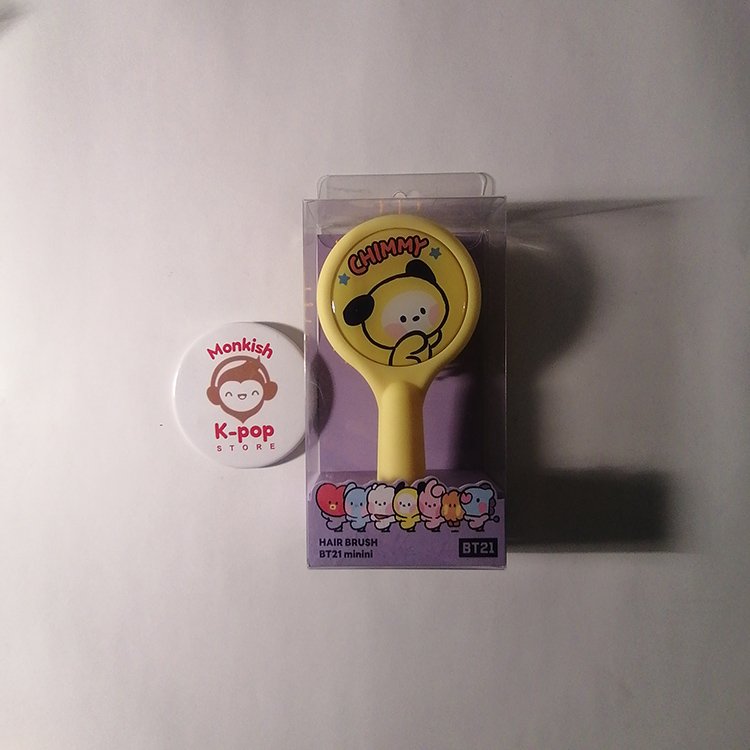 CHIMMY
Monkish
K-pop
STORE
HAIR BRUSH
BT21 minini
BT21